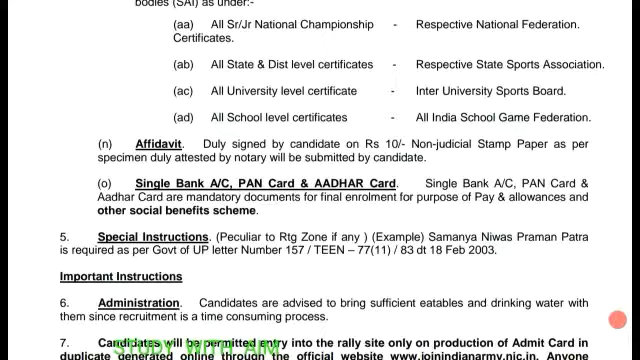 bodies (SAI) as under:-
(aa) All Sr/Jr National Championship - Respective National Federation.
Certificates.
(ab) All State & Dist level certificates - Respective State Sports Association.
(ac) All University level certificate - Inter University Sports Board.
(ad) All School level certificates - All India School Game Federation.
(n) Affidavit. Duly signed by candidate on Rs 10/- Non-judicial Stamp Paper as per
specimen duly attested by notary will be submitted by candidate.
(o) Single Bank A/C, PAN Card & AADHAR Card. Single Bank A/C, PAN Card &
Aadhar Card are mandatory documents for final enrolment for purpose of Pay & allowances and
other social benefits scheme.
5. Special Instructions. (Peculiar to Rtg Zone if any ) (Example) Samanya Niwas Praman Patra
is required as per Govt of UP letter Number 157 / TEEN – 77(11) / 83 dt 18 Feb 2003.
Important Instructions
6. Administration. Candidates are advised to bring sufficient eatables and drinking water with
them since recruitment is a time consuming process.
7. Candidates will be permitted entry into the rally site only on production of Admit Card in
STUDY WITH AIM
duplicate generated online through the official website www.joinindianarmy.nic.in. Anyone